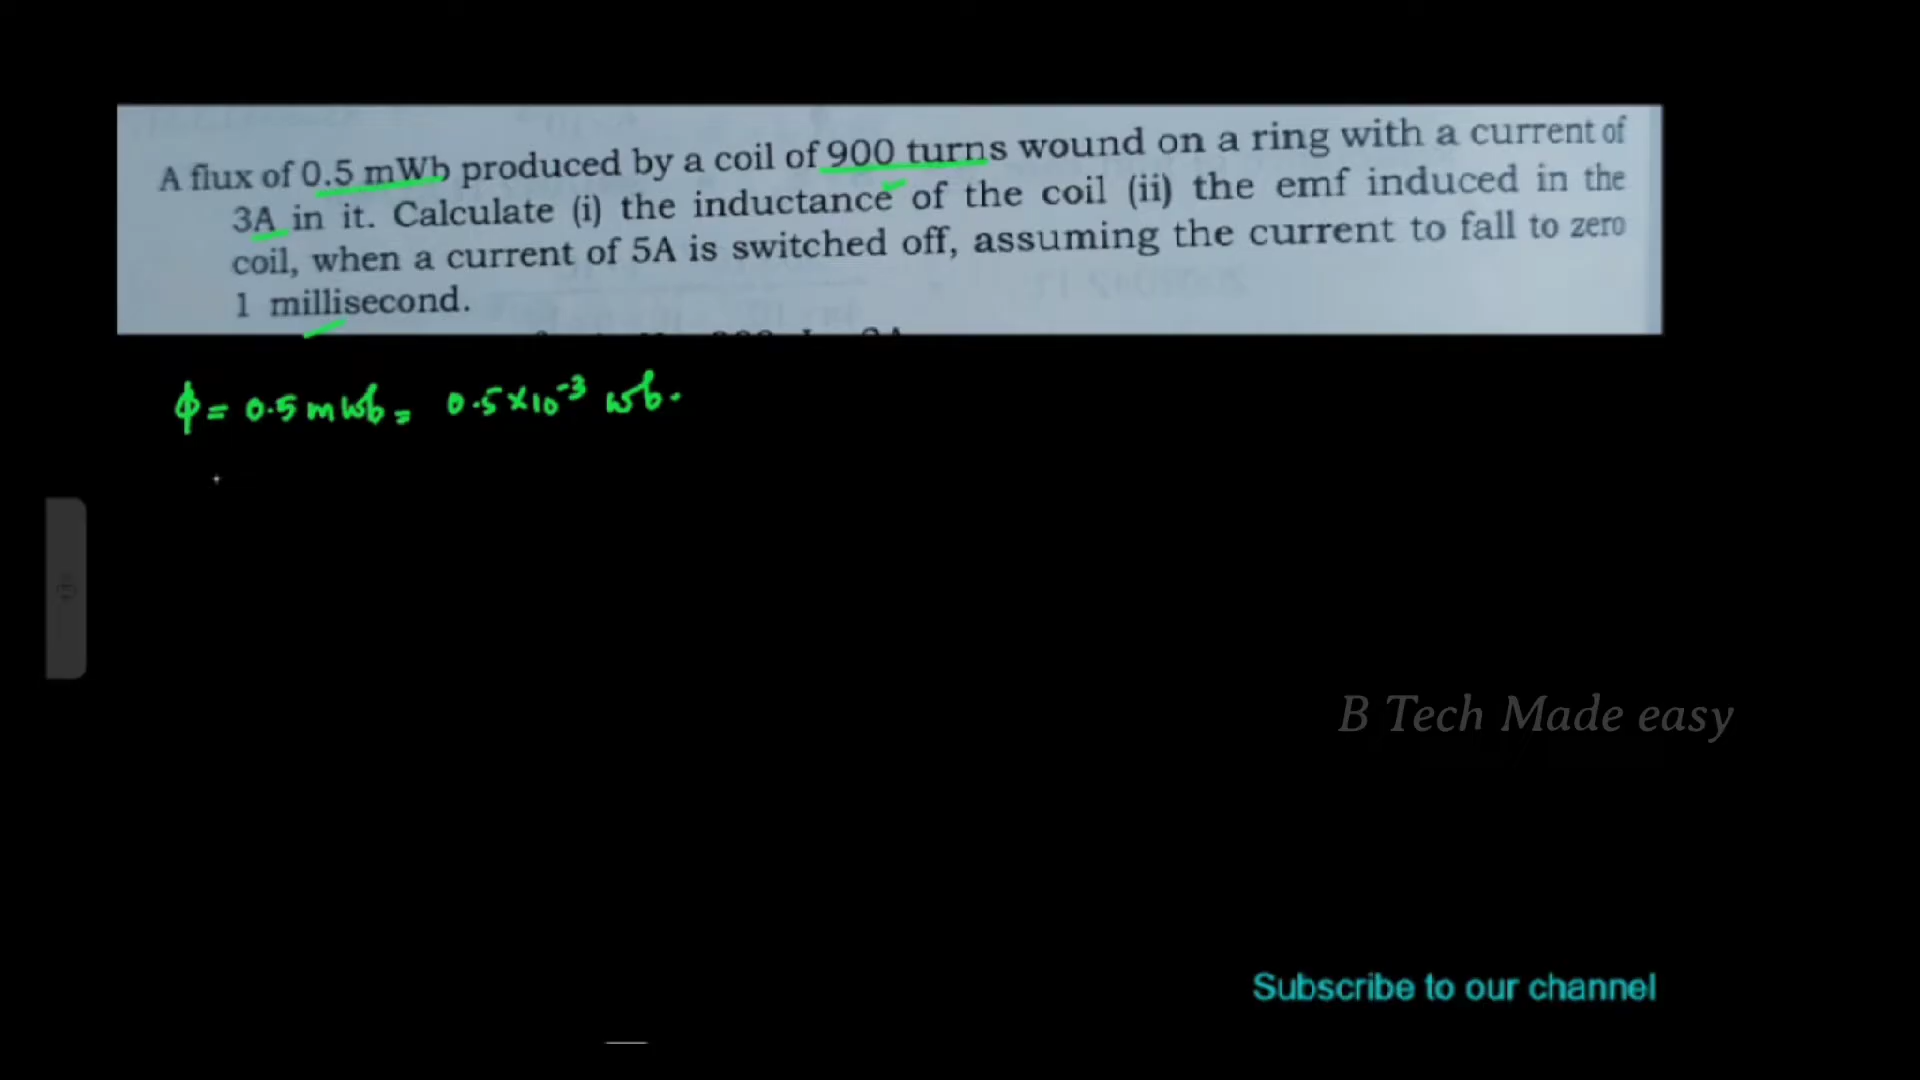 A flux of 0.5 mWb produced by a coil of 900 turns wound on a ring with a current of
3A in it. Calculate (i) the inductance of the coil (ii) the emf induced in the
coil, when a current of 5A is switched off, assuming the current to fall to zero
1 millisecond.
ϕ = 0.5 mWb = 0.5×10⁻³ wb.
B Tech Made easy
Subscribe to our channel